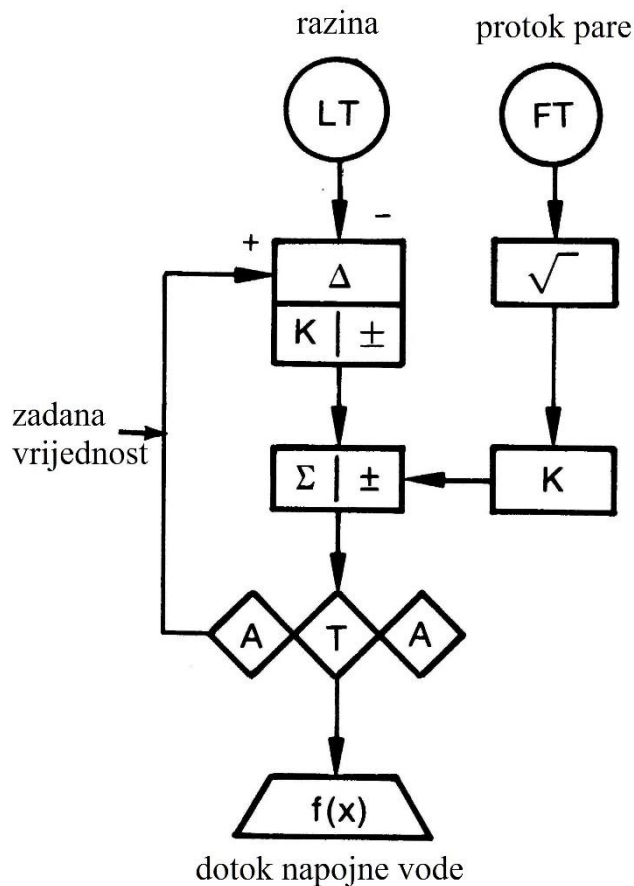 razina
protok pare
LT
FT
+
-
Δ
√
K | ±
zadana
vrijednost
Σ | ±
K
A
T
A
f(x)
dotok napojne vode